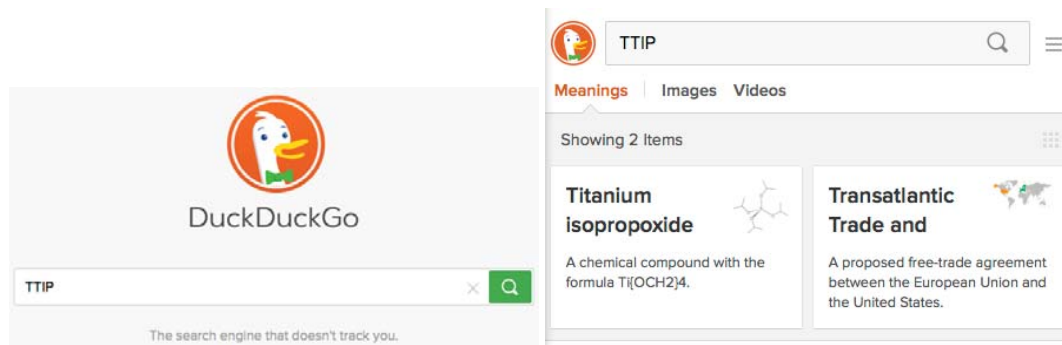 DuckDuckGo
TTIP
The search engine that doesn't track you.
TTIP
Meanings Images Videos
Showing 2 Items
Titanium
isopropoxide
A chemical compound with the
formula Ti{OCH2}4.
Transatlantic
Trade and
A proposed free-trade agreement
between the European Union and
the United States.